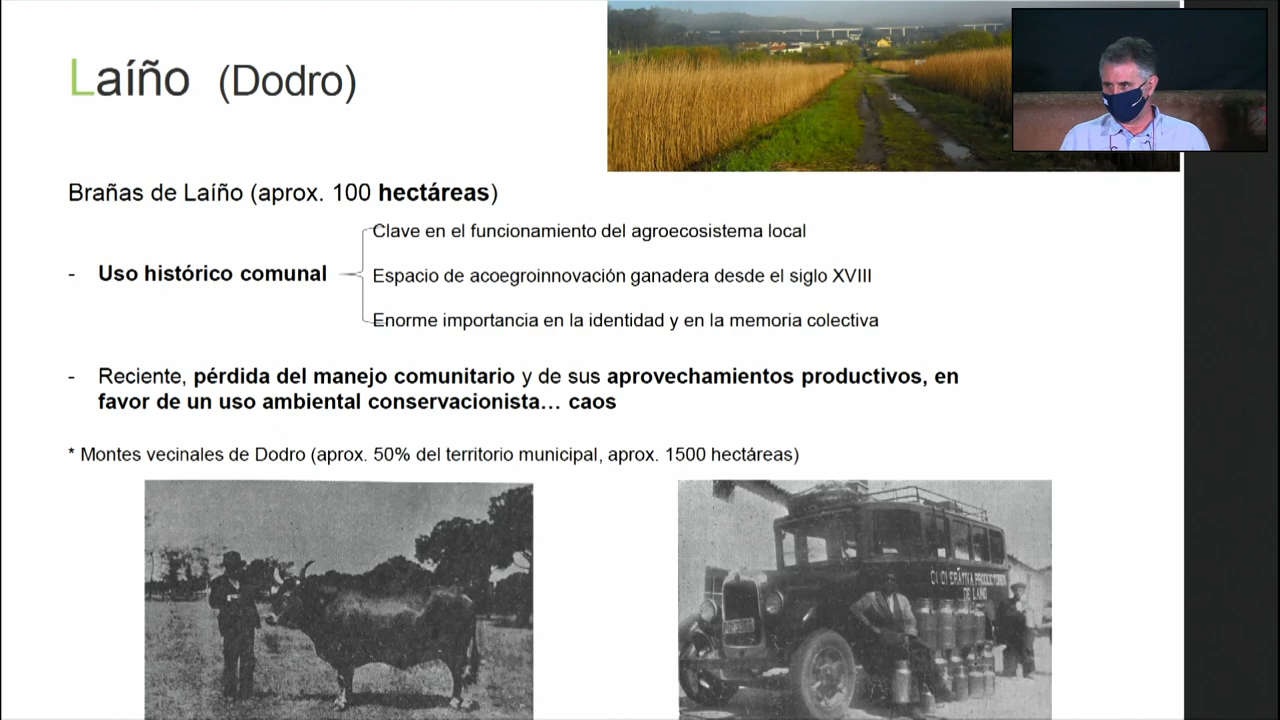 Laíño (Dodro)
Brañas de Laíño (aprox. 100 hectáreas)
- Uso histórico comunal
Clave en el funcionamiento del agroecosistema local
Espacio de acoegroinnovación ganadera desde el siglo XVIII
Enorme importancia en la identidad y en la memoria colectiva
- Reciente, pérdida del manejo comunitario y de sus aprovechamientos productivos, en
favor de un uso ambiental conservacionista… caos
* Montes vecinales de Dodro (aprox. 50% del territorio municipal, aprox. 1500 hectáreas)
DE LAIÑO